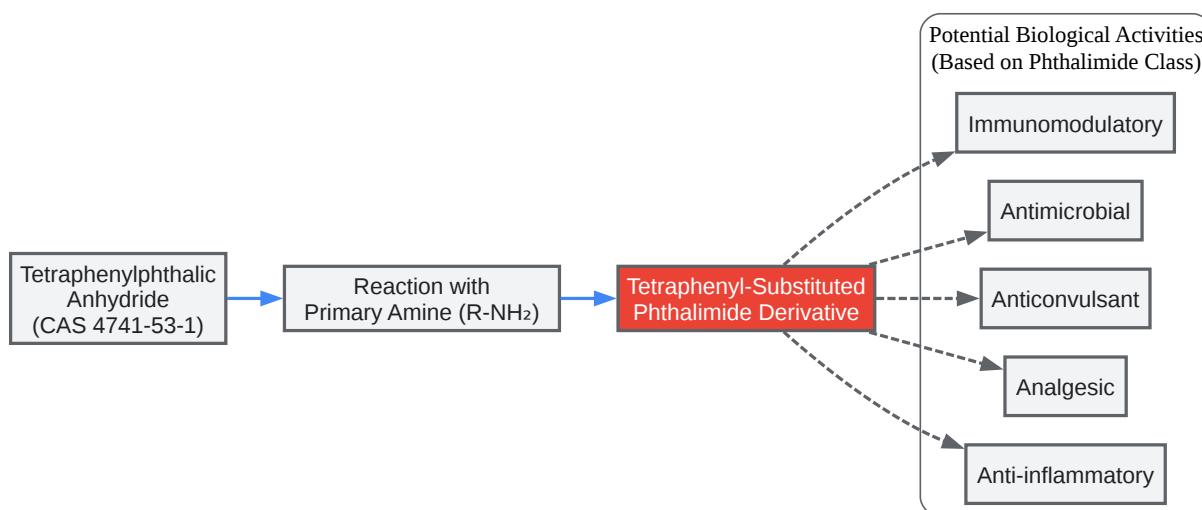 Potential Biological Activities
(Based on Phthalimide Class)
Immunomodulatory
Antimicrobial
Tetraphenylphthalic
Anhydride
(CAS 4741-53-1)
Reaction with
Primary Amine (R-NH₂)
Tetraphenyl-Substituted
Phthalimide Derivative
Anticonvulsant
Analgesic
Anti-inflammatory